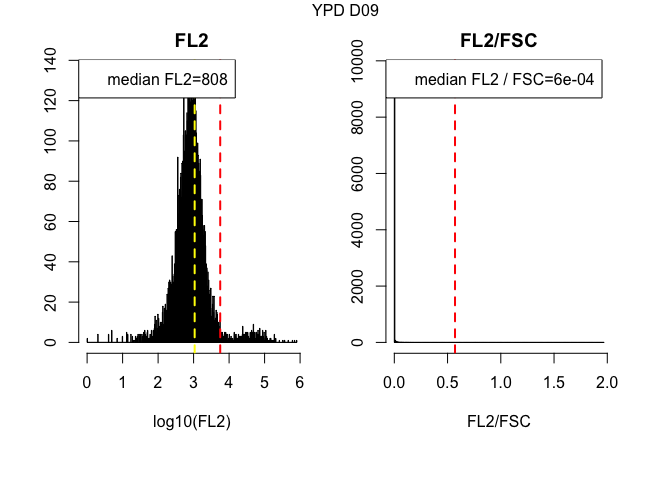 YPD D09
FL2
median FL2=808
0
20
40
60
80
100
120
140
0 1 2 3 4 5 6
log10(FL2)
FL2/FSC
median FL2 / FSC=6e-04
0
2000
4000
6000
8000
10000
0.0 0.5 1.0 1.5 2.0
FL2/FSC